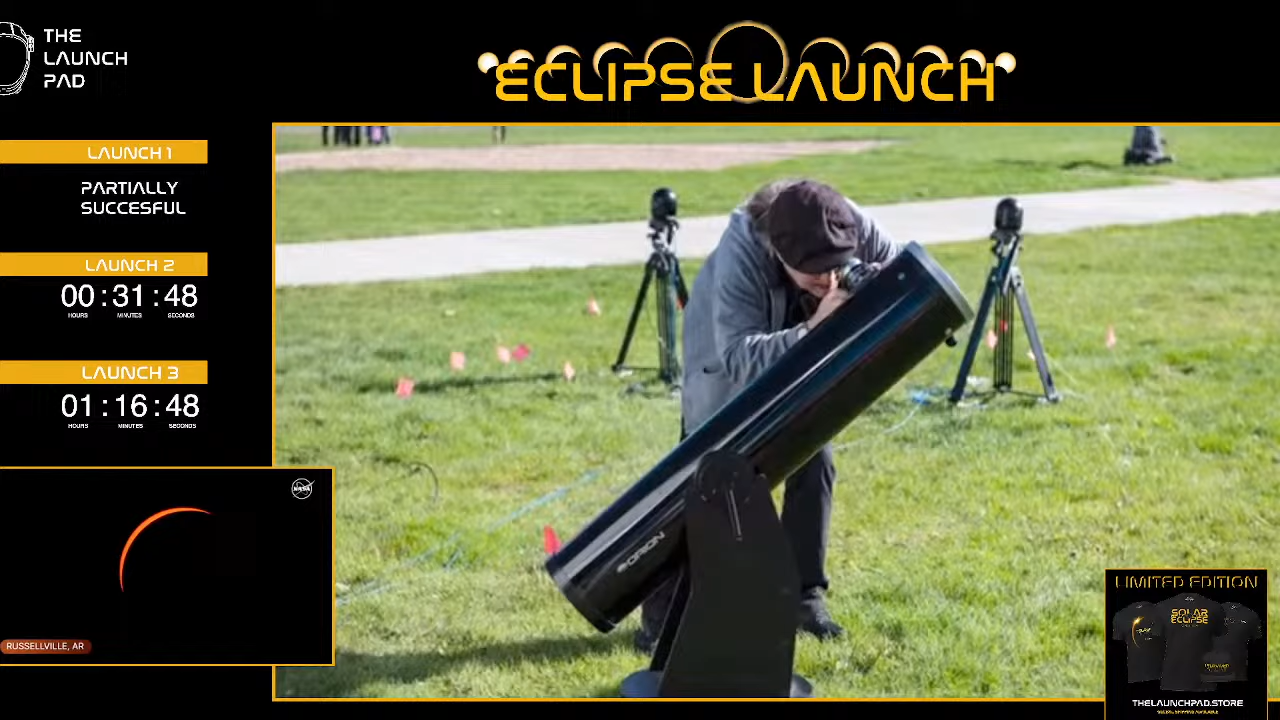 THE
LAUNCH
PAD
ECLIPSE LAUNCH
LAUNCH 1
PARTIALLY
SUCCESFUL
LAUNCH 2
00 : 31 : 48
HOURS MINUTES SECONDS
LAUNCH 3
01 : 16 : 48
HOURS MINUTES SECONDS
NASA
RUSSELLVILLE, AR
ORION
LIMITED EDITION
SOLAR
ECLIPSE
THELAUNCHPAD.STORE